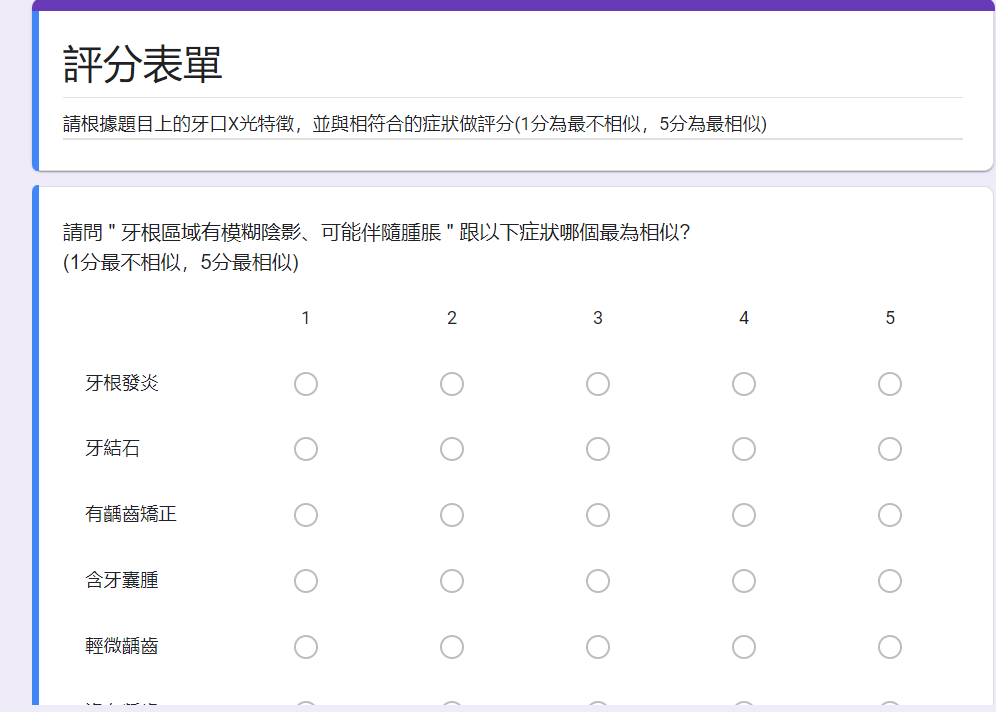 評分表單
請根據題目上的牙口X光特徵，並與相符合的症狀做評分(1分為最不相似，5分為最相似)
請問 " 牙根區域有模糊陰影、可能伴隨腫脹 " 跟以下症狀哪個最為相似?
(1分最不相似，5分最相似)
1 2 3 4 5
牙根發炎
牙結石
有齲齒矯正
含牙囊腫
輕微齲齒